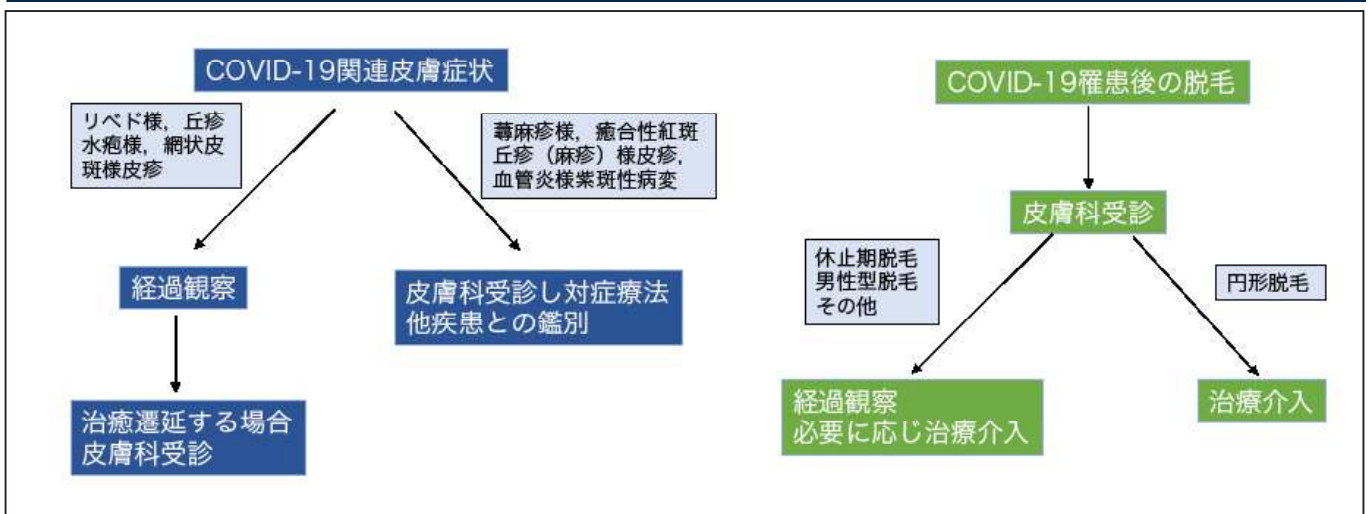 COVID-19関連皮膚症状
リベド様，丘疹
水疱様，網状皮
斑様皮疹
蕁麻疹様，癒合性紅斑
丘疹（麻疹）様皮疹，
血管炎様紫斑性病変
経過観察
皮膚科受診し対症療法
他疾患との鑑別
治癒遷延する場合
皮膚科受診
COVID-19罹患後の脱毛
皮膚科受診
休止期脱毛
男性型脱毛
その他
円形脱毛
経過観察
必要に応じ治療介入
治療介入